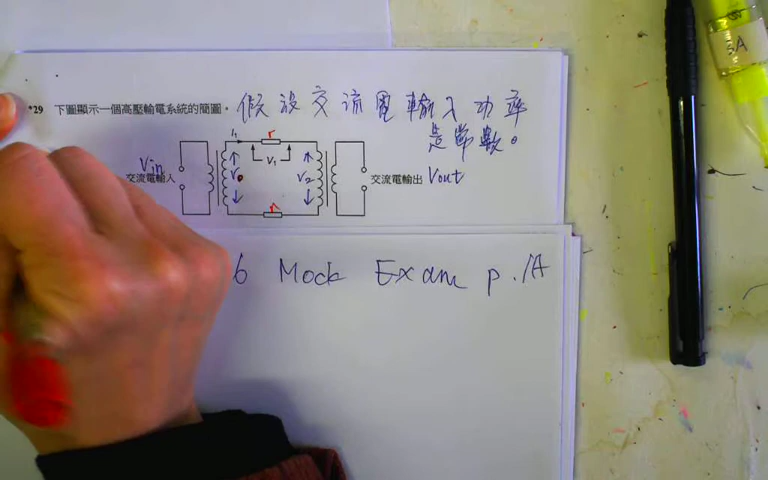 *29 下圖顯示一個高壓輸電系統的簡圖。 假設交流電輸入功率
是常數。
I₁ r
V₁
Vin V₀ V₂
交流電輸入 交流電輸出 Vout
r
6 Mock Exam p.1A
A